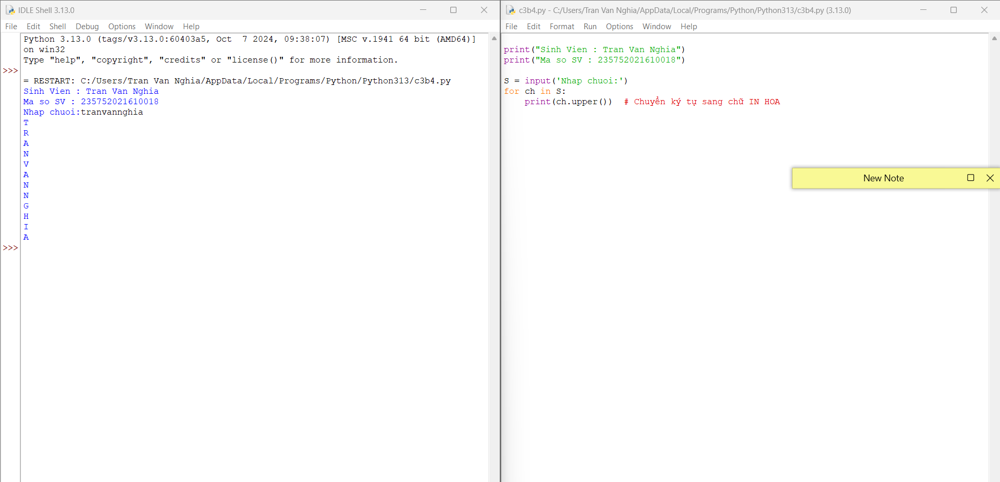 IDLE Shell 3.13.0
File Edit Shell Debug Options Window Help
Python 3.13.0 (tags/v3.13.0:60403a5, Oct  7 2024, 09:38:07) [MSC v.1941 64 bit (AMD64)]
on win32
Type "help", "copyright", "credits" or "license()" for more information.
>>>
= RESTART: C:/Users/Tran Van Nghia/AppData/Local/Programs/Python/Python313/c3b4.py
Sinh Vien : Tran Van Nghia
Ma so SV : 235752021610018
Nhap chuoi:tranvannghia
T
R
A
N
V
A
N
N
G
H
I
A
>>>
c3b4.py - C:/Users/Tran Van Nghia/AppData/Local/Programs/Python/Python313/c3b4.py (3.13.0)
File Edit Format Run Options Window Help
print("Sinh Vien : Tran Van Nghia")
print("Ma so SV : 235752021610018")
S = input('Nhap chuoi:')
for ch in S:
    print(ch.upper())  # Chuyển ký tự sang chữ IN HOA
New Note